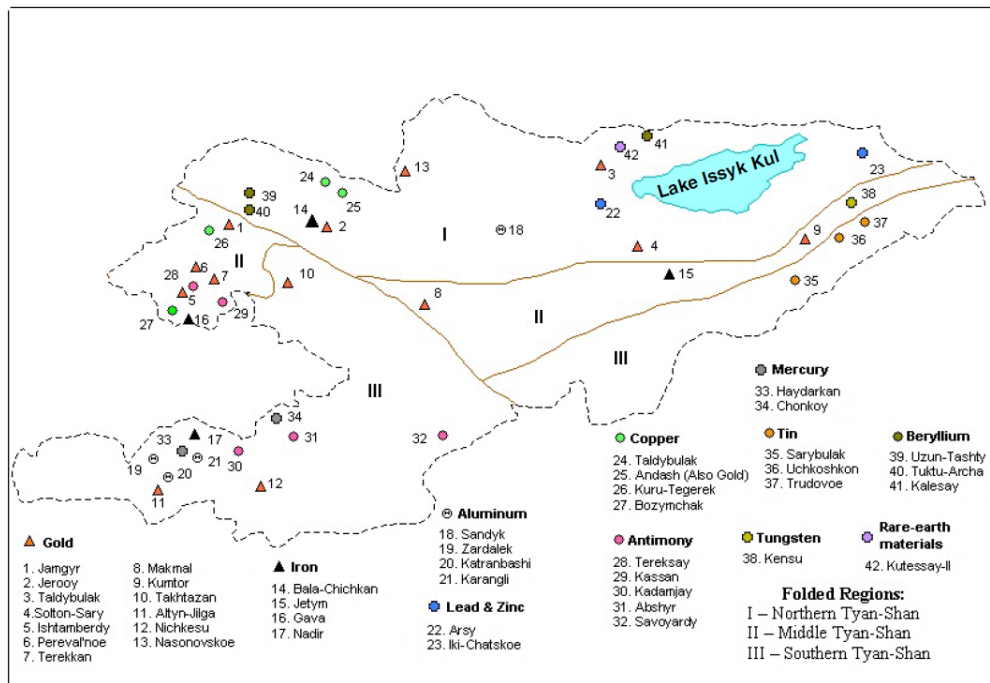 41
42
13
3
Lake Issyk Kul
23
24
25
39
40
14
2
1
26
22
38
37
36
I
18
4
9
II
28
6
7
10
15
35
5
8
27
16
29
II
III
III
34
33
17
31
32
19
21
20
30
11
12
Mercury
33. Haydarkan
34. Chonkoy
Copper
24. Taldybulak
25. Andash (Also Gold)
26. Kuru-Tegerek
27. Bozymchak
Tin
35. Sarybulak
36. Uchkoshkon
37. Trudovoe
Beryllium
39. Uzun-Tashty
40. Tuktu-Archa
41. Kalesay
Aluminum
18. Sandyk
19. Zardalek
20. Katranbashi
21. Karangli
Antimony
28. Tereksay
29. Kassan
30. Kadamjay
31. Abshyr
32. Savoyardy
Tungsten
38. Kensu
Rare-earth
materials
42. Kutessay-II
Gold
1. Jamgyr
2. Jerooy
3. Taldybulak
4.Solton-Sary
5. Ishtamberdy
6. Pereval'noe
7. Terekkan
8. Makmal
9. Kumtor
10. Takhtazan
11. Altyn-Jilga
12. Nichkesu
13. Nasonovskoe
Iron
14. Bala-Chichkan
15. Jetym
16. Gava
17. Nadir
Lead & Zinc
22. Arsy
23. Iki-Chatskoe
Folded Regions:
I – Northern Tyan-Shan
II – Middle Tyan-Shan
III – Southern Tyan-Shan